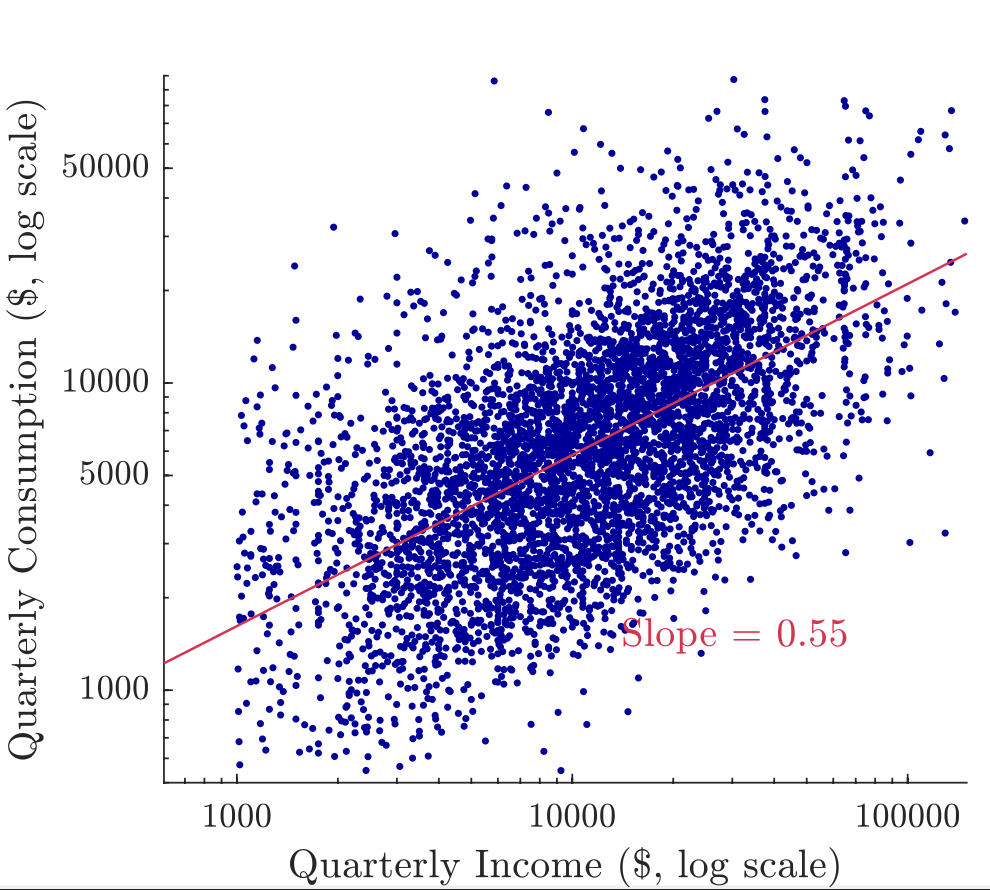 Quarterly Consumption ($, log scale)
50000
10000
5000
1000
Slope = 0.55
1000 10000 100000
Quarterly Income ($, log scale)